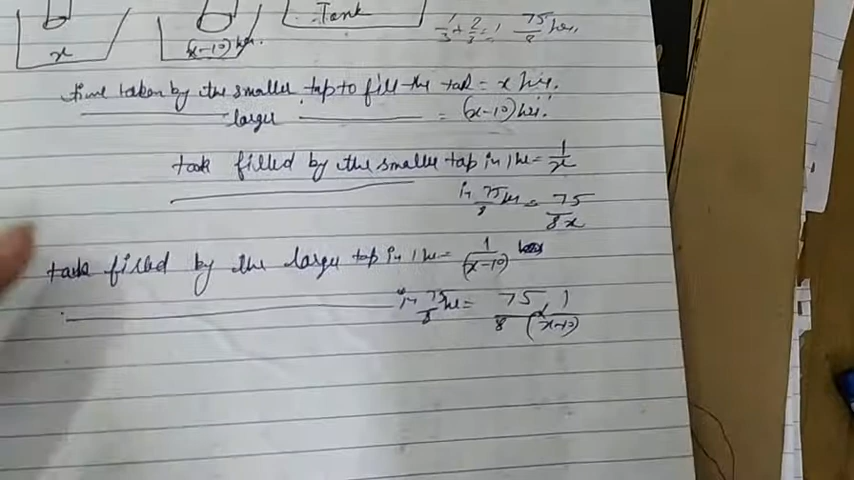 Tank
x
(x-10)hr.
1/3 + 2/3 = 1
75/8 hrs.
time taken by the smaller tap to fill the tank = x hrs.
larger = (x-10) hrs.
tank filled by the smaller tap in 1 hr = 1/x
in 75/8 hr = 75/8x
tank filled by the larger tap in 1 hr = 1/(x-10)
in 75/8 hr = 75/8 × 1/(x-10)